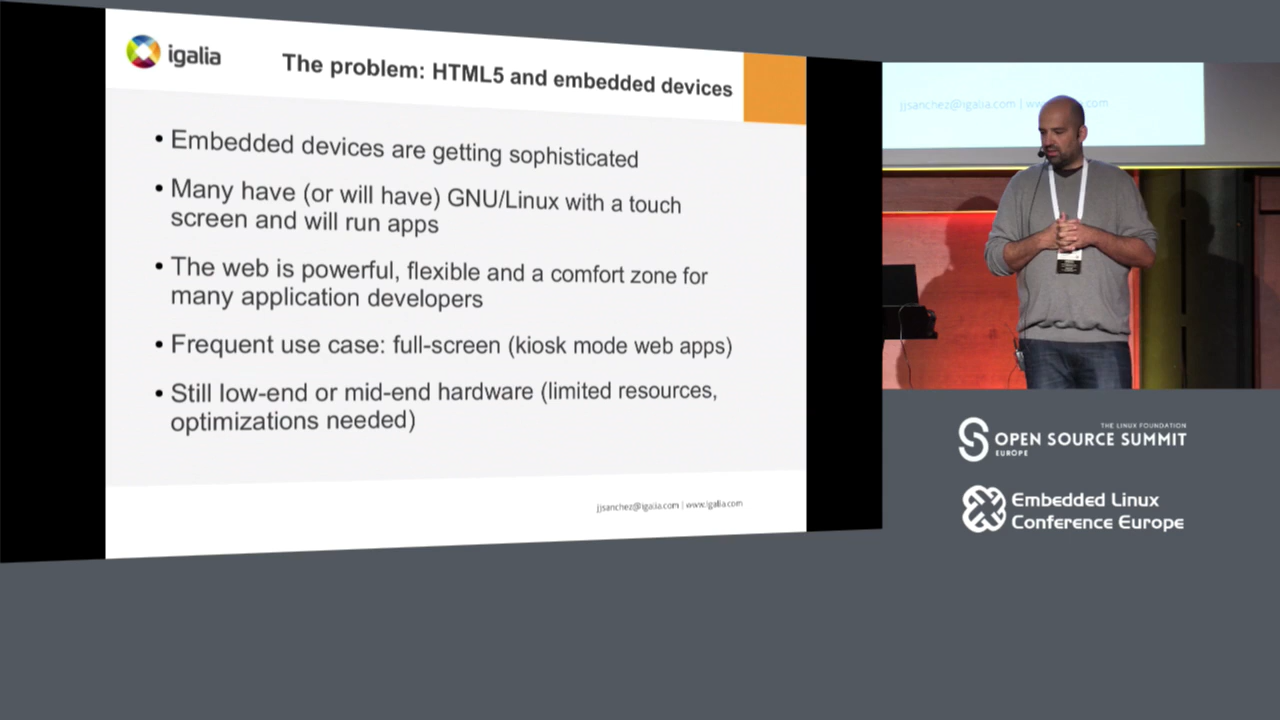 igalia
The problem: HTML5 and embedded devices
• Embedded devices are getting sophisticated
• Many have (or will have) GNU/Linux with a touch
screen and will run apps
• The web is powerful, flexible and a comfort zone for
many application developers
• Frequent use case: full-screen (kiosk mode web apps)
• Still low-end or mid-end hardware (limited resources,
optimizations needed)
jjsanchez@igalia.com | www.igalia.com
jjsanchez@igalia.com |
THE LINUX FOUNDATION
OPEN SOURCE SUMMIT
EUROPE
Embedded Linux
Conference Europe